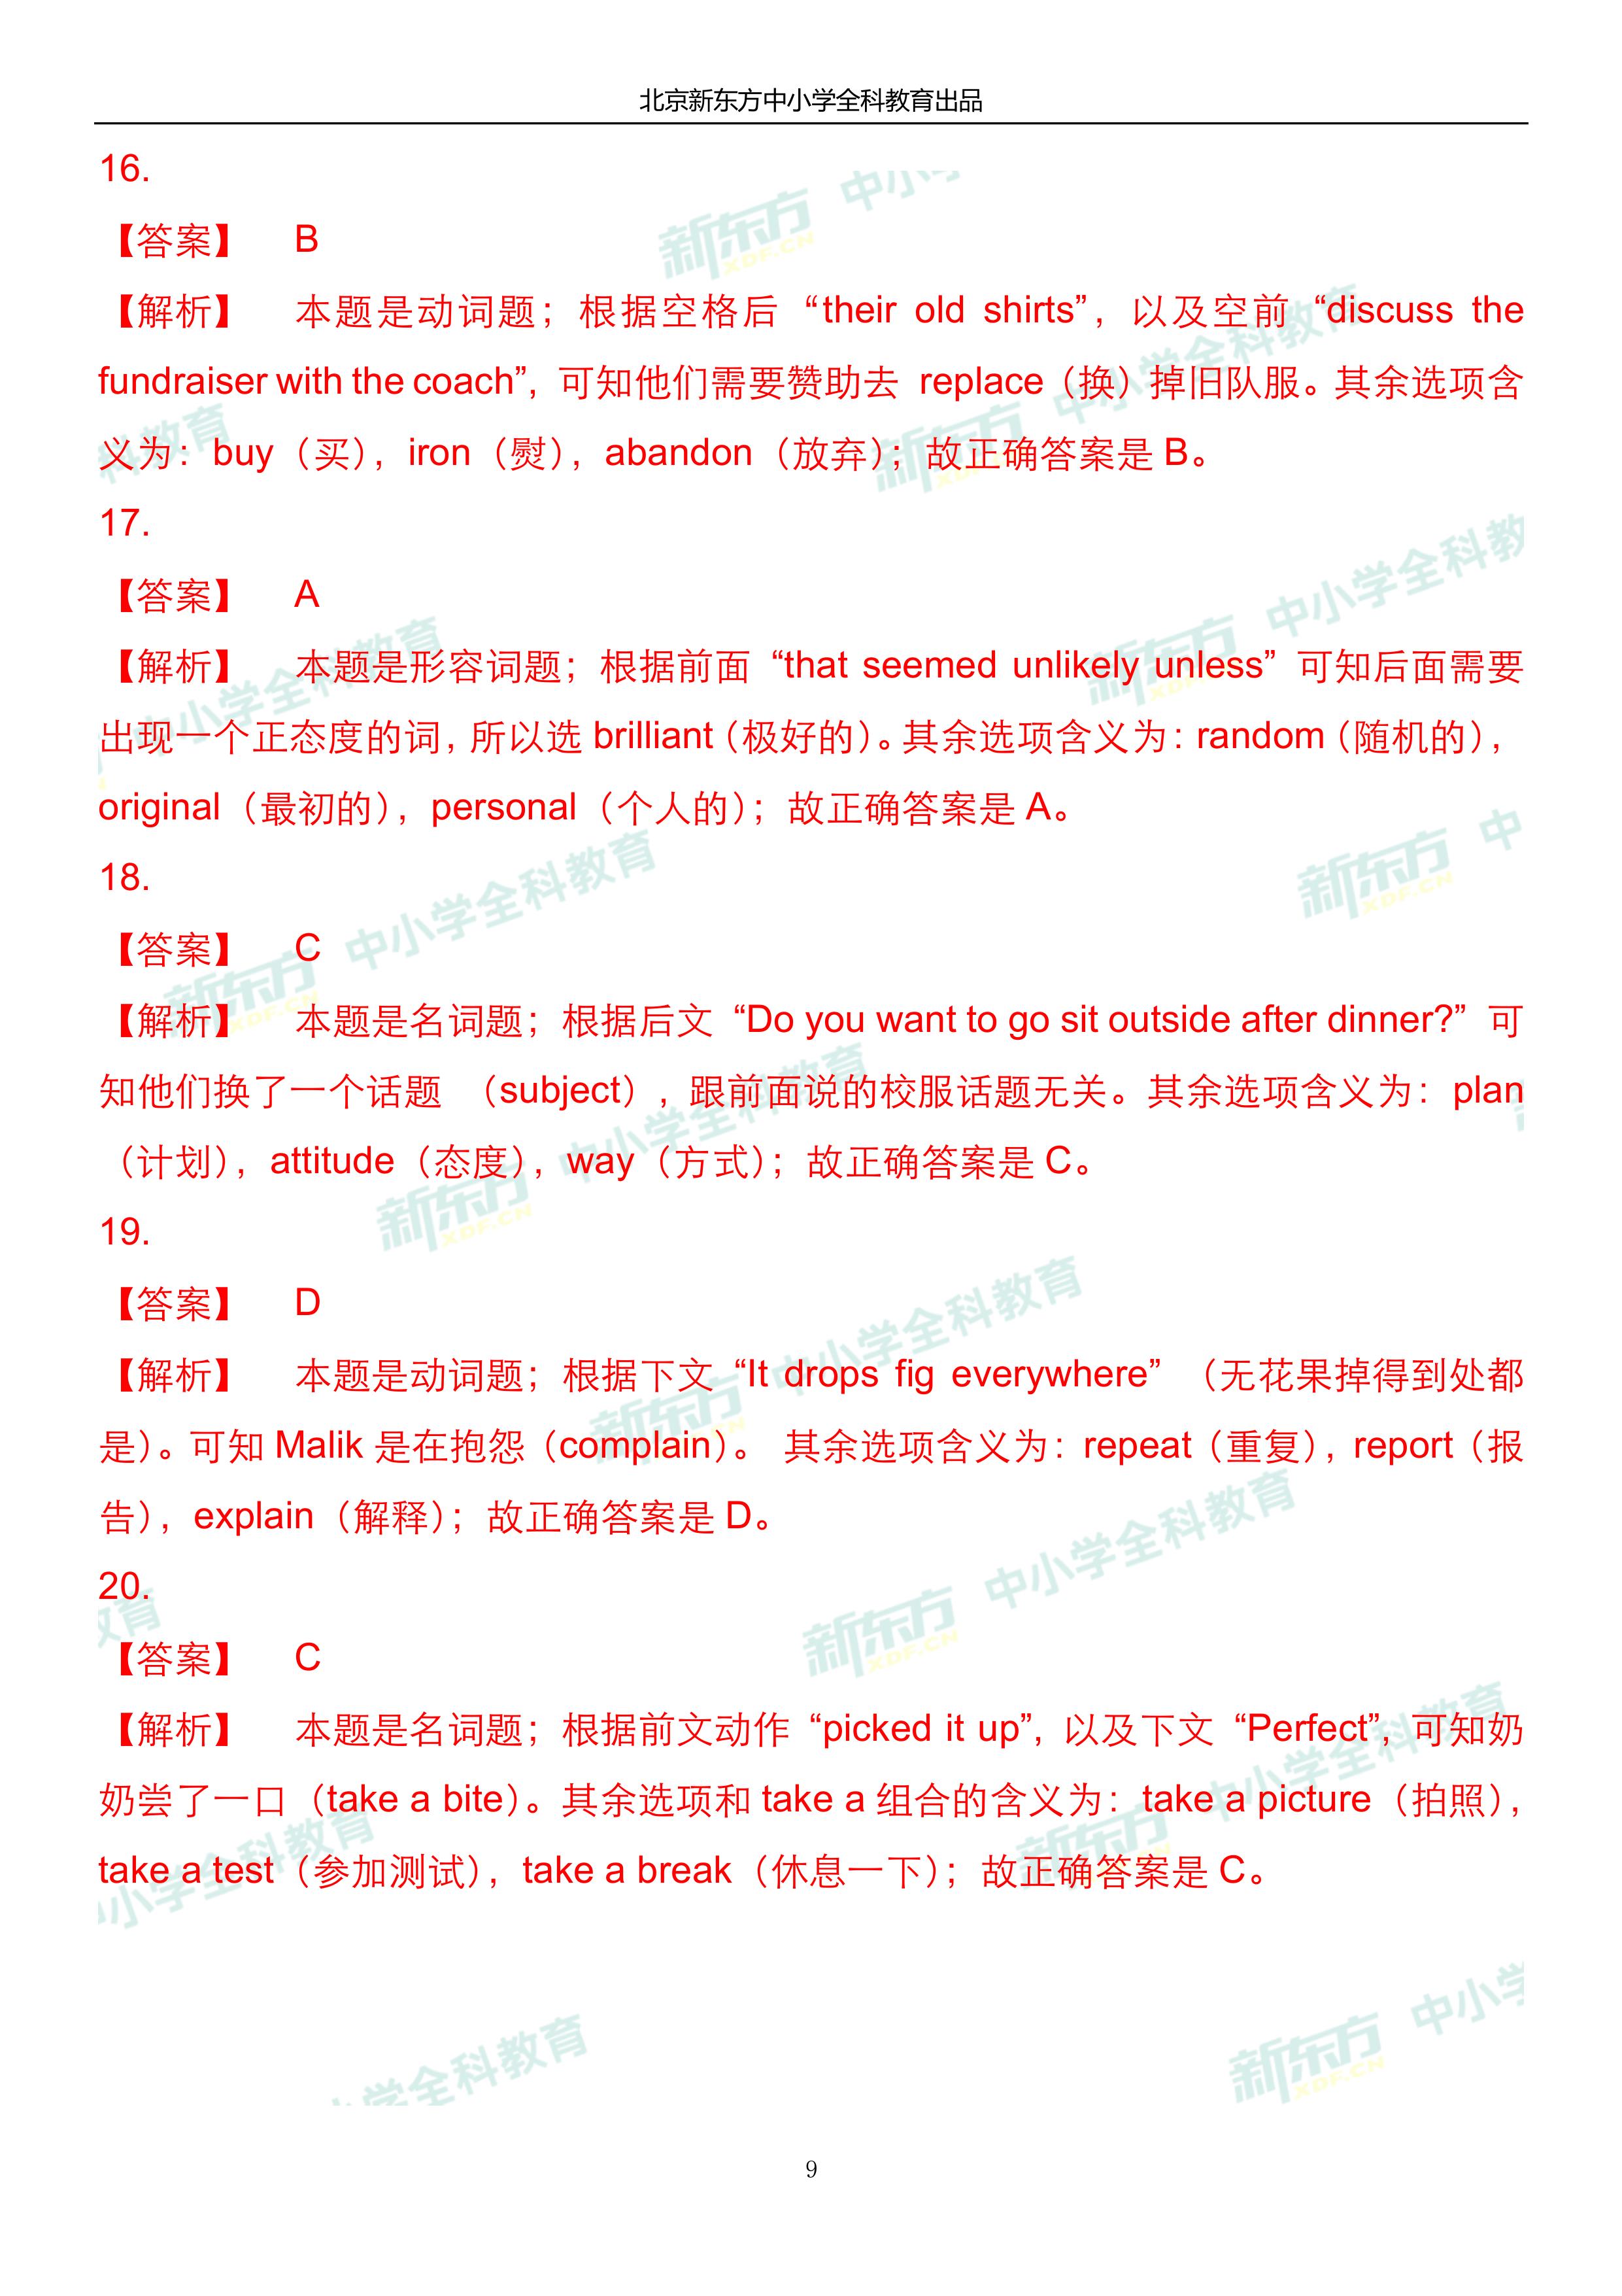 北京新东方中小学全科教育出品
16.
【答案】 B
【解析】 本题是动词题；根据空格后 “their old shirts”，以及空前 “discuss the
fundraiser with the coach”，可知他们需要赞助去 replace（换）掉旧队服。其余选项含
义为：buy（买），iron（熨），abandon（放弃）；故正确答案是 B。
17.
【答案】 A
【解析】 本题是形容词题；根据前面 “that seemed unlikely unless” 可知后面需要
出现一个正态度的词，所以选 brilliant（极好的）。其余选项含义为：random（随机的），
original（最初的），personal（个人的）；故正确答案是 A。
18.
【答案】 C
【解析】 本题是名词题；根据后文 “Do you want to go sit outside after dinner?” 可
知他们换了一个话题 （subject），跟前面说的校服话题无关。其余选项含义为：plan
（计划），attitude（态度），way（方式）；故正确答案是 C。
19.
【答案】 D
【解析】 本题是动词题；根据下文 “It drops fig everywhere” （无花果掉得到处都
是）。可知 Malik 是在抱怨（complain）。 其余选项含义为：repeat（重复），report（报
告），explain（解释）；故正确答案是 D。
20.
【答案】 C
【解析】 本题是名词题；根据前文动作 “picked it up”，以及下文 “Perfect”，可知奶
奶尝了一口（take a bite）。其余选项和 take a 组合的含义为：take a picture（拍照），
take a test（参加测试），take a break（休息一下）；故正确答案是 C。
9